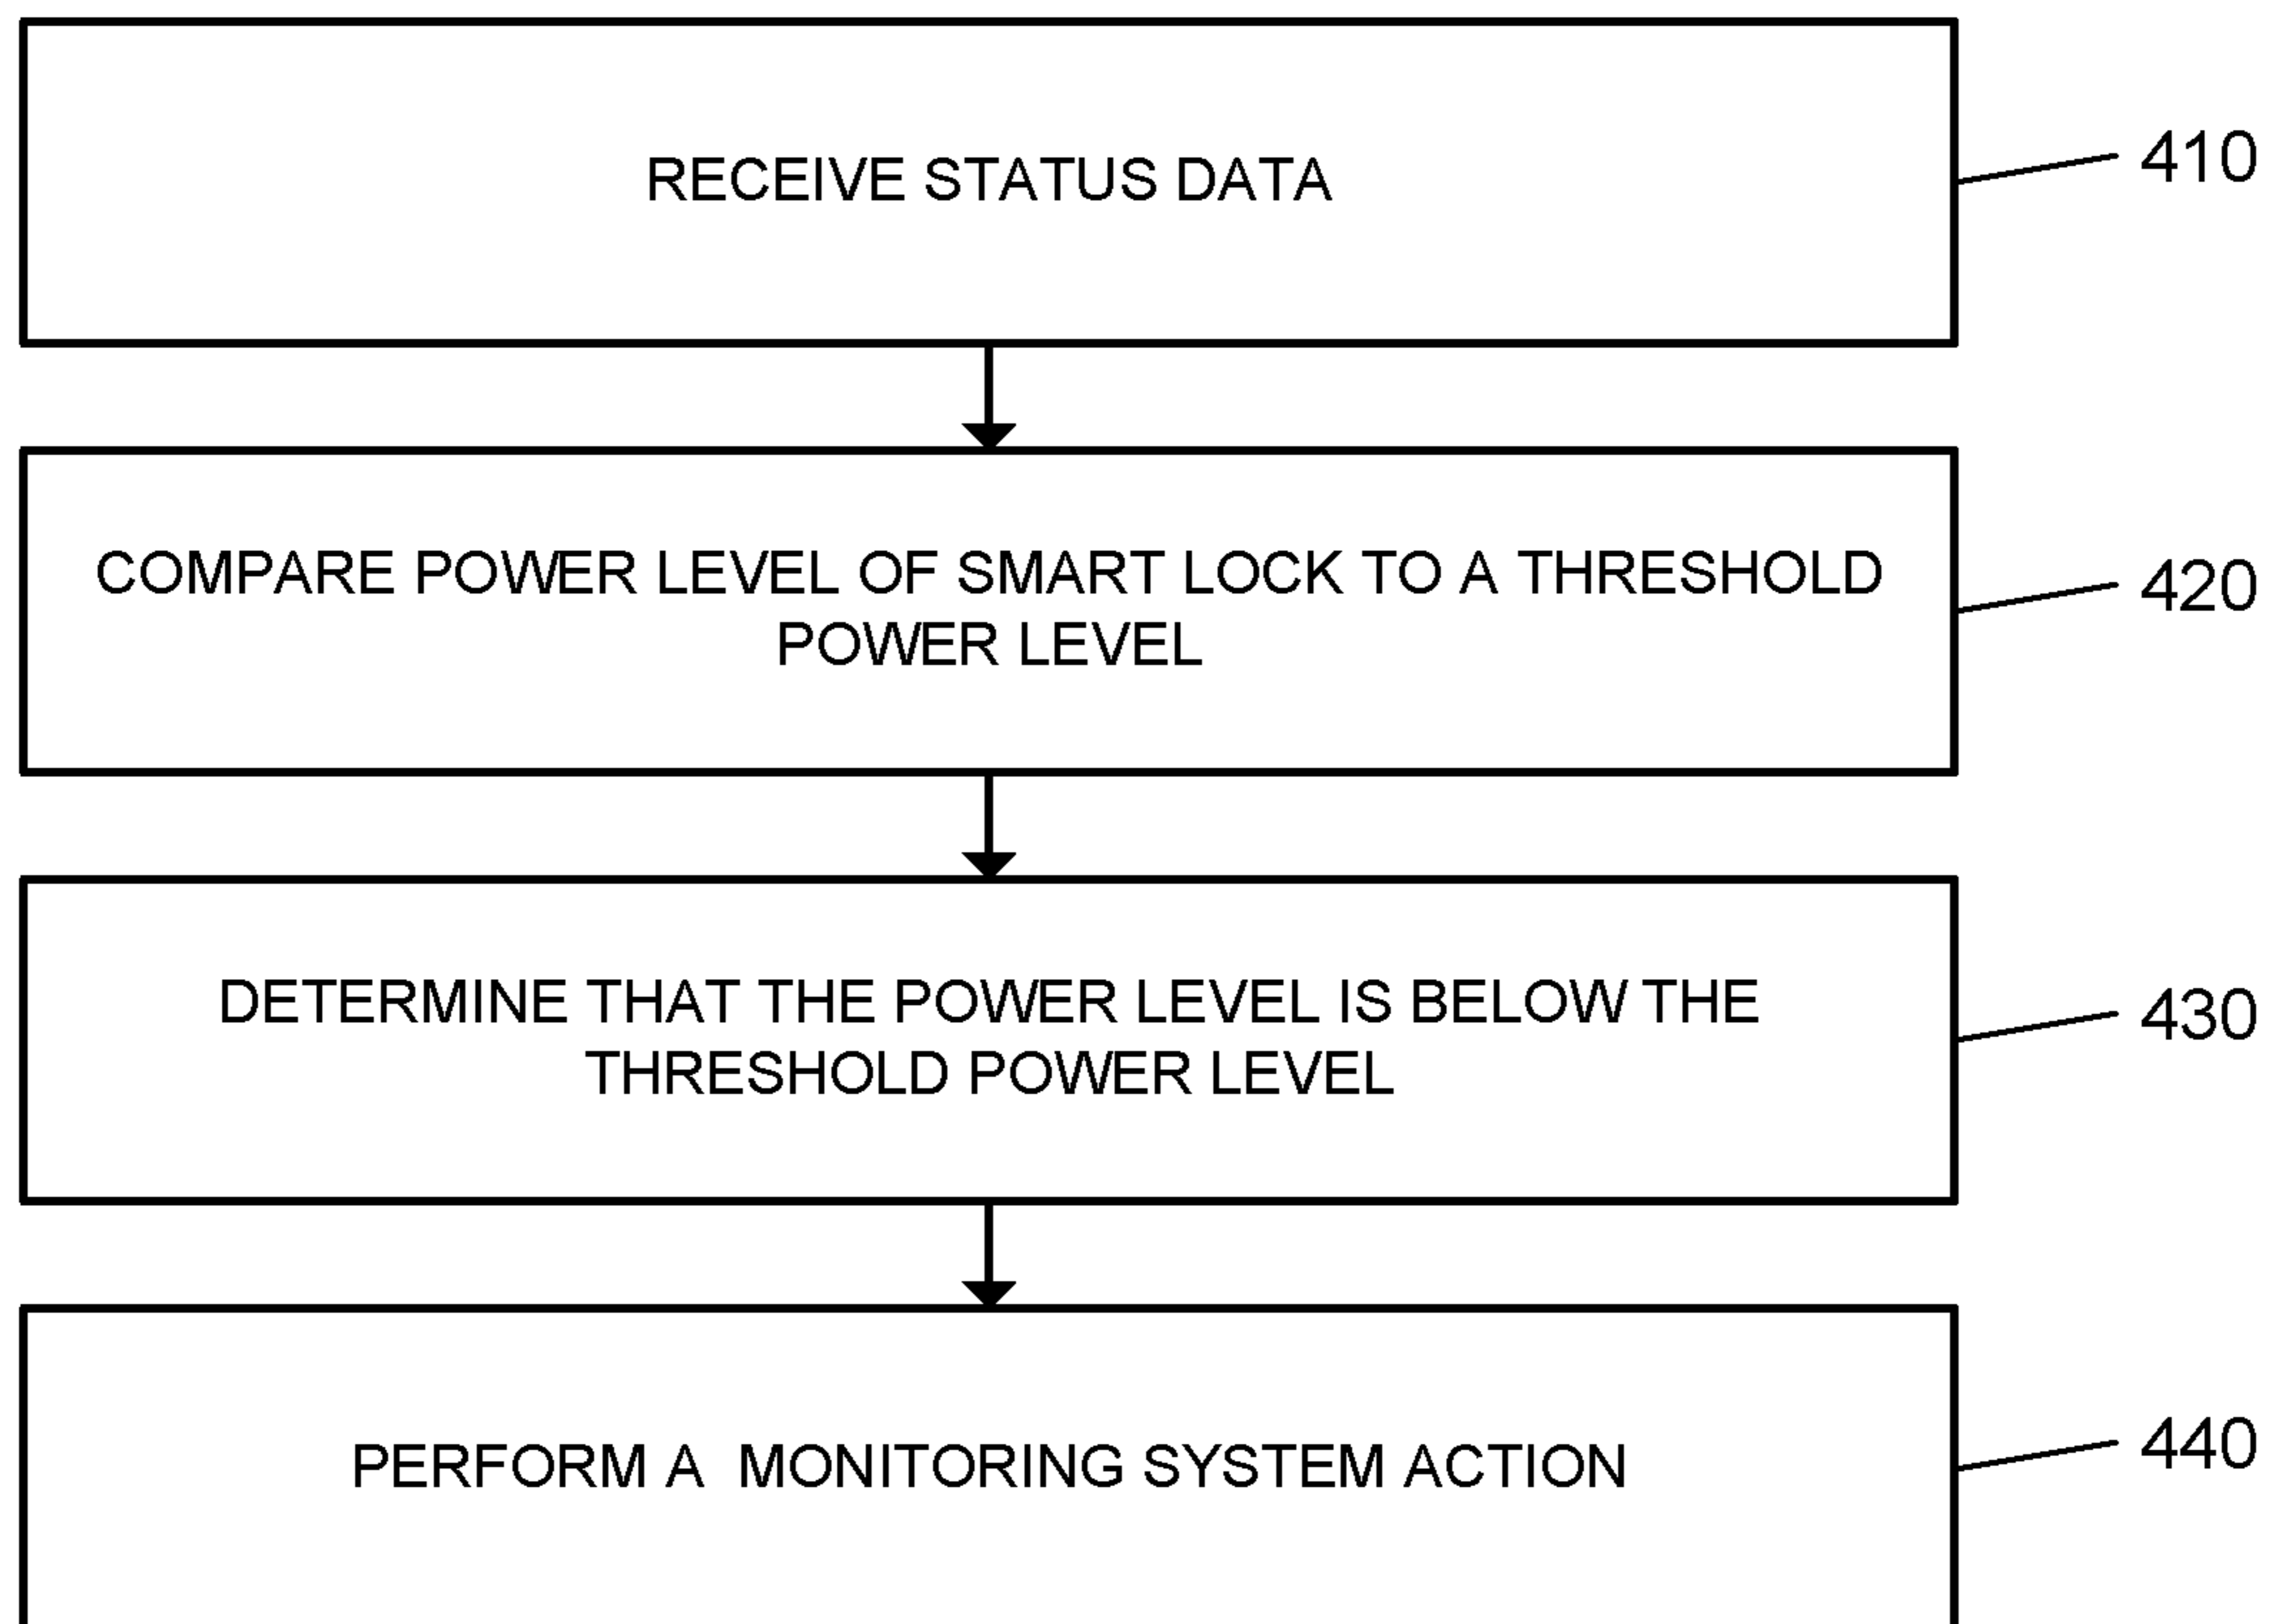 RECEIVE STATUS DATA
410
COMPARE POWER LEVEL OF SMART LOCK TO A THRESHOLD
POWER LEVEL
420
DETERMINE THAT THE POWER LEVEL IS BELOW THE
THRESHOLD POWER LEVEL
430
PERFORM A MONITORING SYSTEM ACTION
440